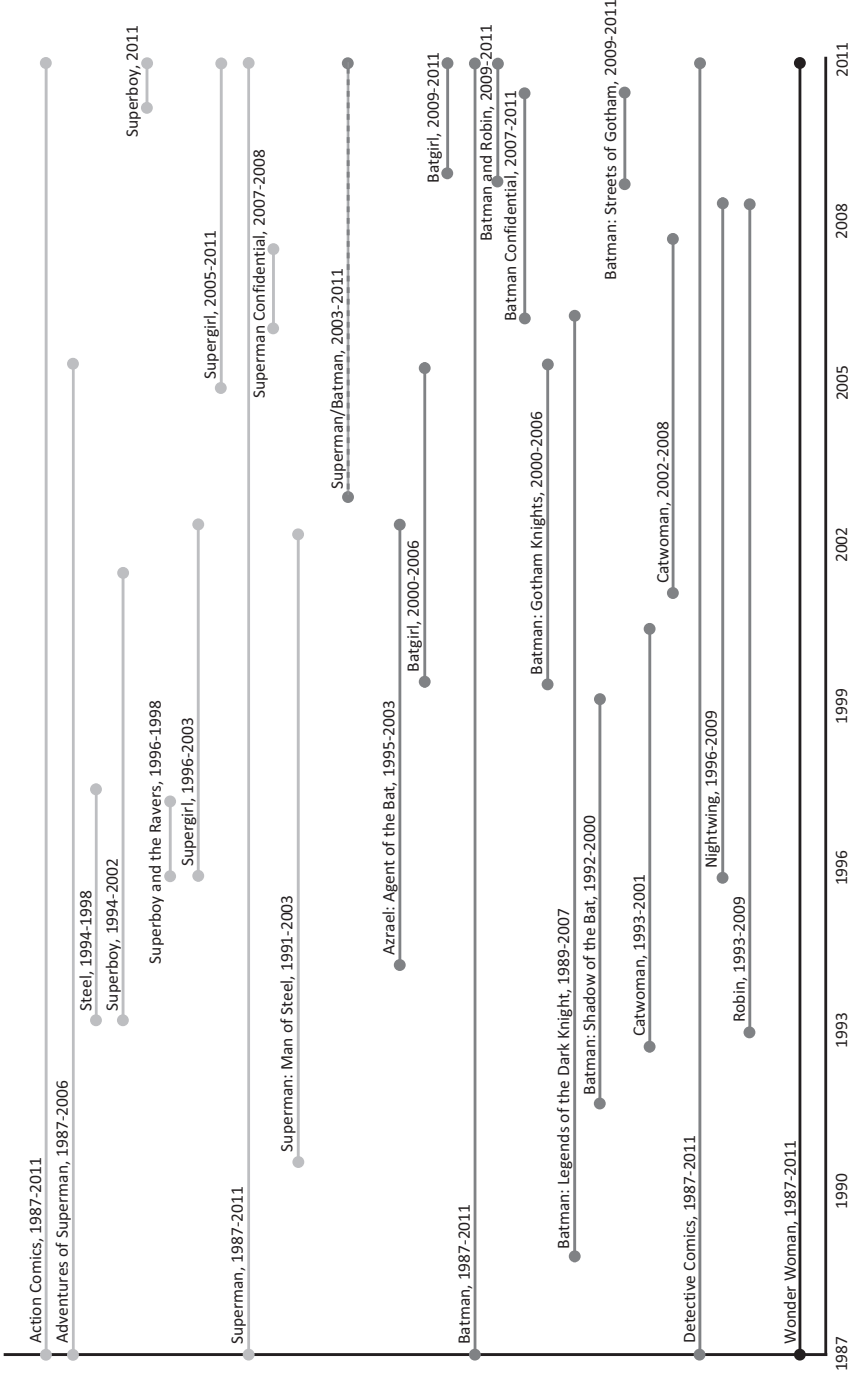 Action Comics, 1987-2011
Adventures of Superman, 1987-2006
Steel, 1994-1998
Superboy, 1994-2002
Superboy, 2011
Superboy and the Ravers, 1996-1998
Supergirl, 1996-2003
Supergirl, 2005-2011
Superman, 1987-2011
Superman Confidential, 2007-2008
Superman: Man of Steel, 1991-2003
Superman/Batman, 2003-2011
Azrael: Agent of the Bat, 1995-2003
Batgirl, 2000-2006
Batgirl, 2009-2011
Batman, 1987-2011
Batman and Robin, 2009-2011
Batman Confidential, 2007-2011
Batman: Gotham Knights, 2000-2006
Batman: Legends of the Dark Knight, 1989-2007
Batman: Shadow of the Bat, 1992-2000
Batman: Streets of Gotham, 2009-2011
Catwoman, 1993-2001
Catwoman, 2002-2008
Detective Comics, 1987-2011
Nightwing, 1996-2009
Robin, 1993-2009
Wonder Woman, 1987-2011
1987 1990 1993 1996 1999 2002 2005 2008 2011